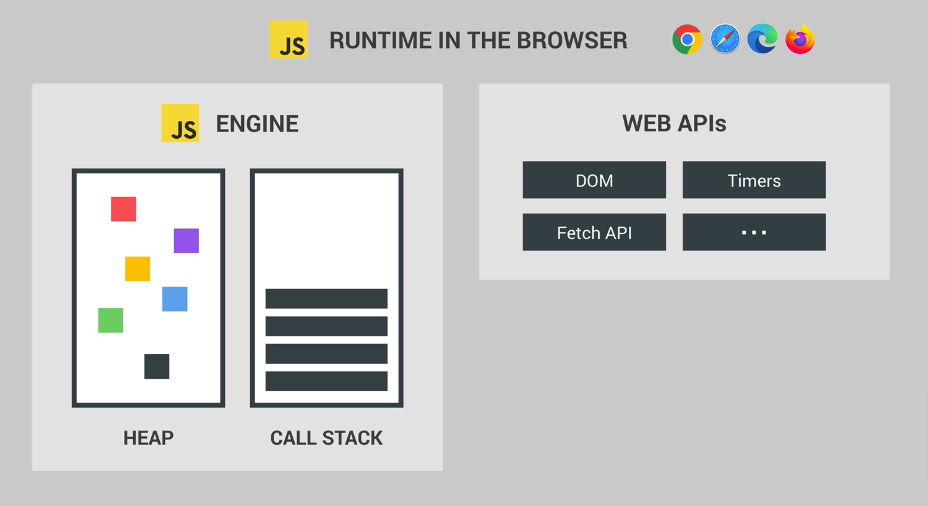 JS RUNTIME IN THE BROWSER
JS ENGINE
HEAP
CALL STACK
WEB APIs
DOM
Timers
Fetch API
...